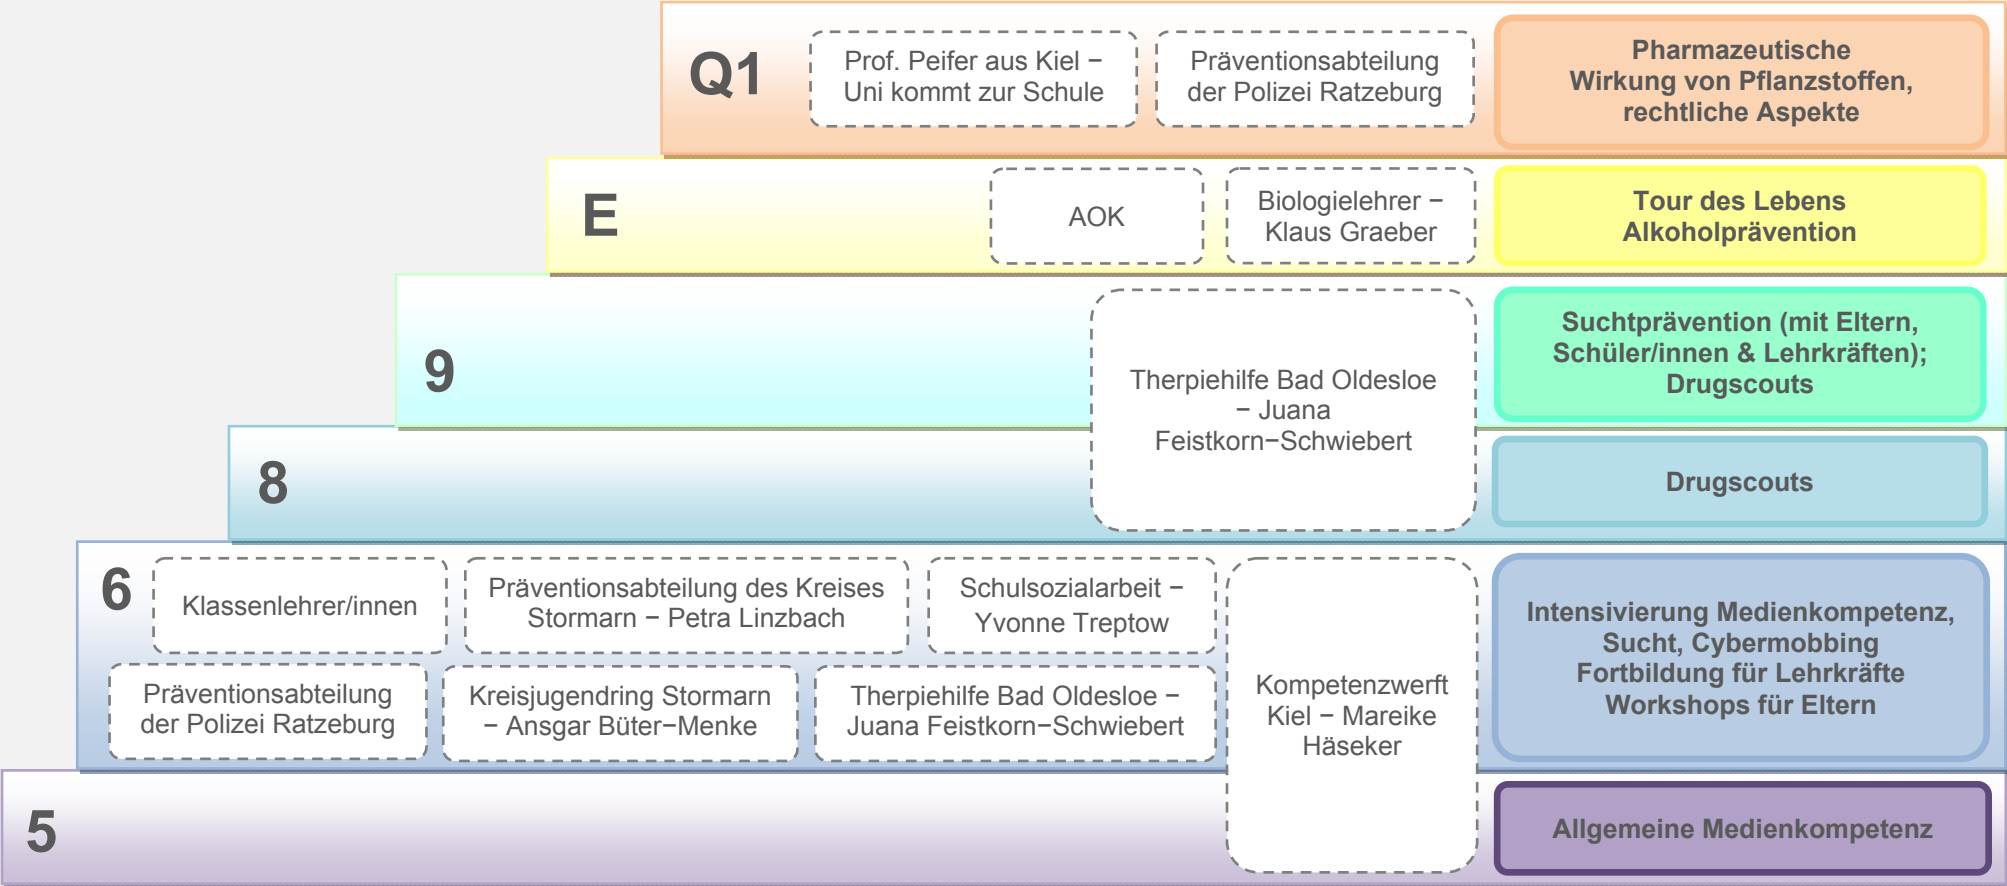 Q1
Prof. Peifer aus Kiel −
Uni kommt zur Schule
Präventionsabteilung
der Polizei Ratzeburg
Pharmazeutische
Wirkung von Pflanzstoffen,
rechtliche Aspekte
E
AOK
Biologielehrer −
Klaus Graeber
Tour des Lebens
Alkoholprävention
9
Therpiehilfe Bad Oldesloe
− Juana
Feistkorn−Schwiebert
Suchtprävention (mit Eltern,
Schüler/innen & Lehrkräften);
Drugscouts
8
Drugscouts
6
Klassenlehrer/innen
Präventionsabteilung des Kreises
Stormarn − Petra Linzbach
Schulsozialarbeit −
Yvonne Treptow
Präventionsabteilung
der Polizei Ratzeburg
Kreisjugendring Stormarn
− Ansgar Büter−Menke
Therpiehilfe Bad Oldesloe −
Juana Feistkorn−Schwiebert
Kompetenzwerft
Kiel − Mareike
Häseker
Intensivierung Medienkompetenz,
Sucht, Cybermobbing
Fortbildung für Lehrkräfte
Workshops für Eltern
5
Allgemeine Medienkompetenz